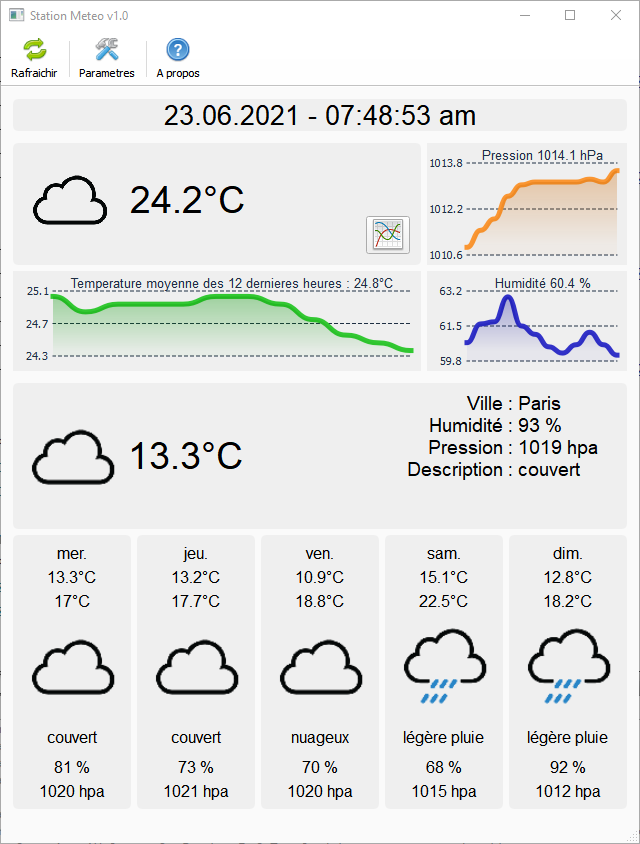 Station Meteo v1.0
Rafraichir
Parametres
A propos
23.06.2021 - 07:48:53 am
24.2°C
Pression 1014.1 hPa
1013.8
1012.2
1010.6
Temperature moyenne des 12 dernieres heures : 24.8°C
25.1
24.7
24.3
Humidité 60.4 %
63.2
61.5
59.8
13.3°C
Ville : Paris
Humidité : 93 %
Pression : 1019 hpa
Description : couvert
mer.
13.3°C
17°C
couvert
81 %
1020 hpa
jeu.
13.2°C
17.7°C
couvert
73 %
1021 hpa
ven.
10.9°C
18.8°C
nuageux
70 %
1020 hpa
sam.
15.1°C
22.5°C
légère pluie
68 %
1015 hpa
dim.
12.8°C
18.2°C
légère pluie
92 %
1012 hpa